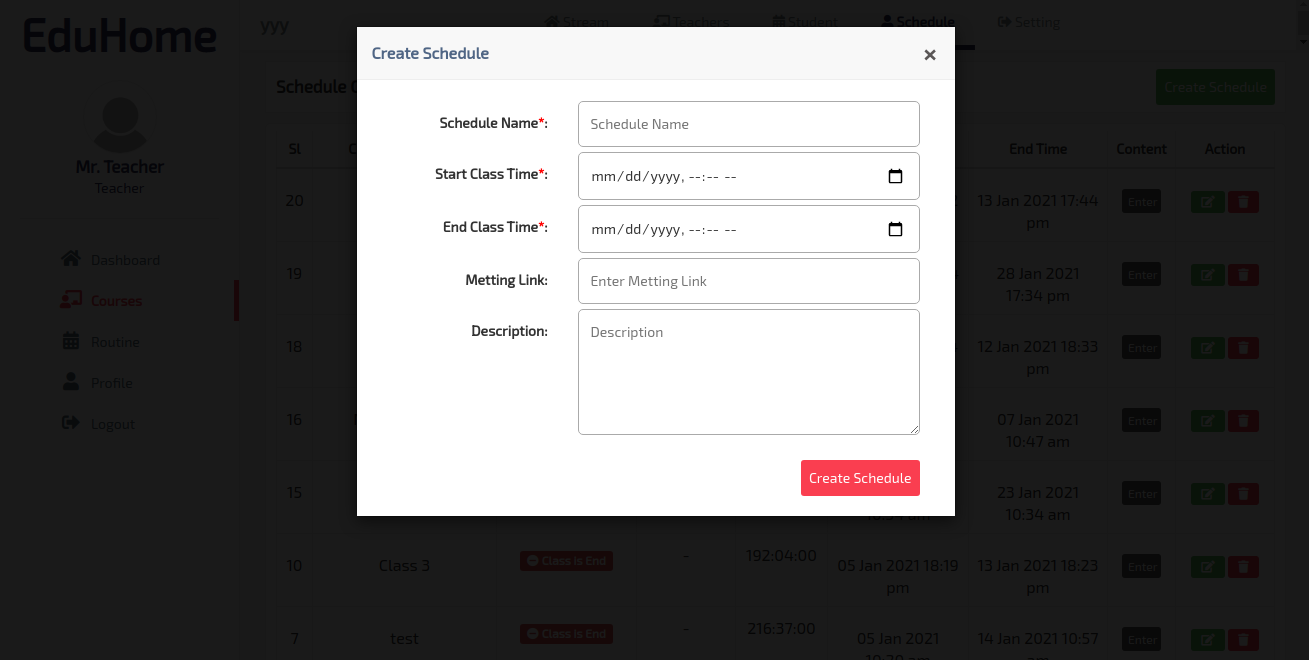 EduHome
yyy
Stream
Teachers
Student
Schedule
Setting
Create Schedule
×
Schedule
Create Schedule
Mr. Teacher
Teacher
Dashboard
Courses
Routine
Profile
Logout
Schedule Name*:
Schedule Name
Start Class Time*:
mm/dd/yyyy, --:-- --
End Class Time*:
mm/dd/yyyy, --:-- --
Metting Link:
Enter Metting Link
Description:
Description
Create Schedule
Sl
End Time
Content
Action
20
13 Jan 2021 17:44
pm
Enter
19
28 Jan 2021
17:34 pm
Enter
18
12 Jan 2021 18:33
pm
Enter
16
07 Jan 2021
10:47 am
Enter
15
23 Jan 2021
10:34 am
Enter
10
Class 3
Class Is End
-
192:04:00
05 Jan 2021 18:19
pm
13 Jan 2021 18:23
pm
Enter
7
test
Class Is End
-
216:37:00
05 Jan 2021
14 Jan 2021 10:57
Enter